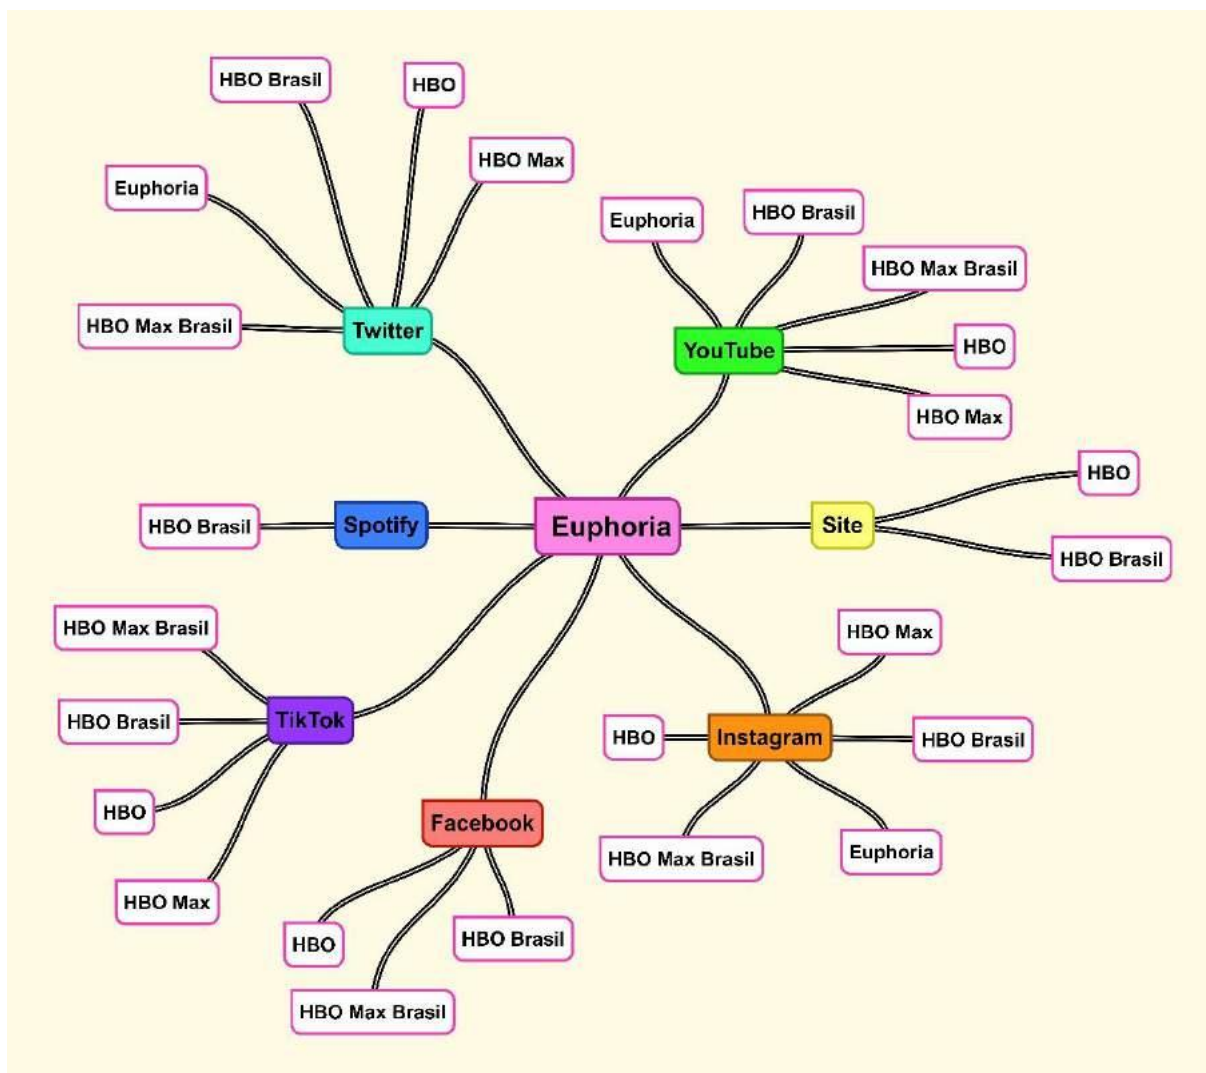 HBO Brasil
HBO
HBO Max
Euphoria
HBO Max Brasil
Twitter
Euphoria
HBO Brasil
HBO Max Brasil
HBO
HBO Max
YouTube
HBO Brasil
Spotify
Euphoria
Site
HBO
HBO Brasil
HBO Max Brasil
HBO Brasil
HBO
HBO Max
TikTok
Facebook
HBO
HBO Max Brasil
HBO Brasil
HBO Max
HBO
Instagram
HBO Brasil
HBO Max Brasil
Euphoria